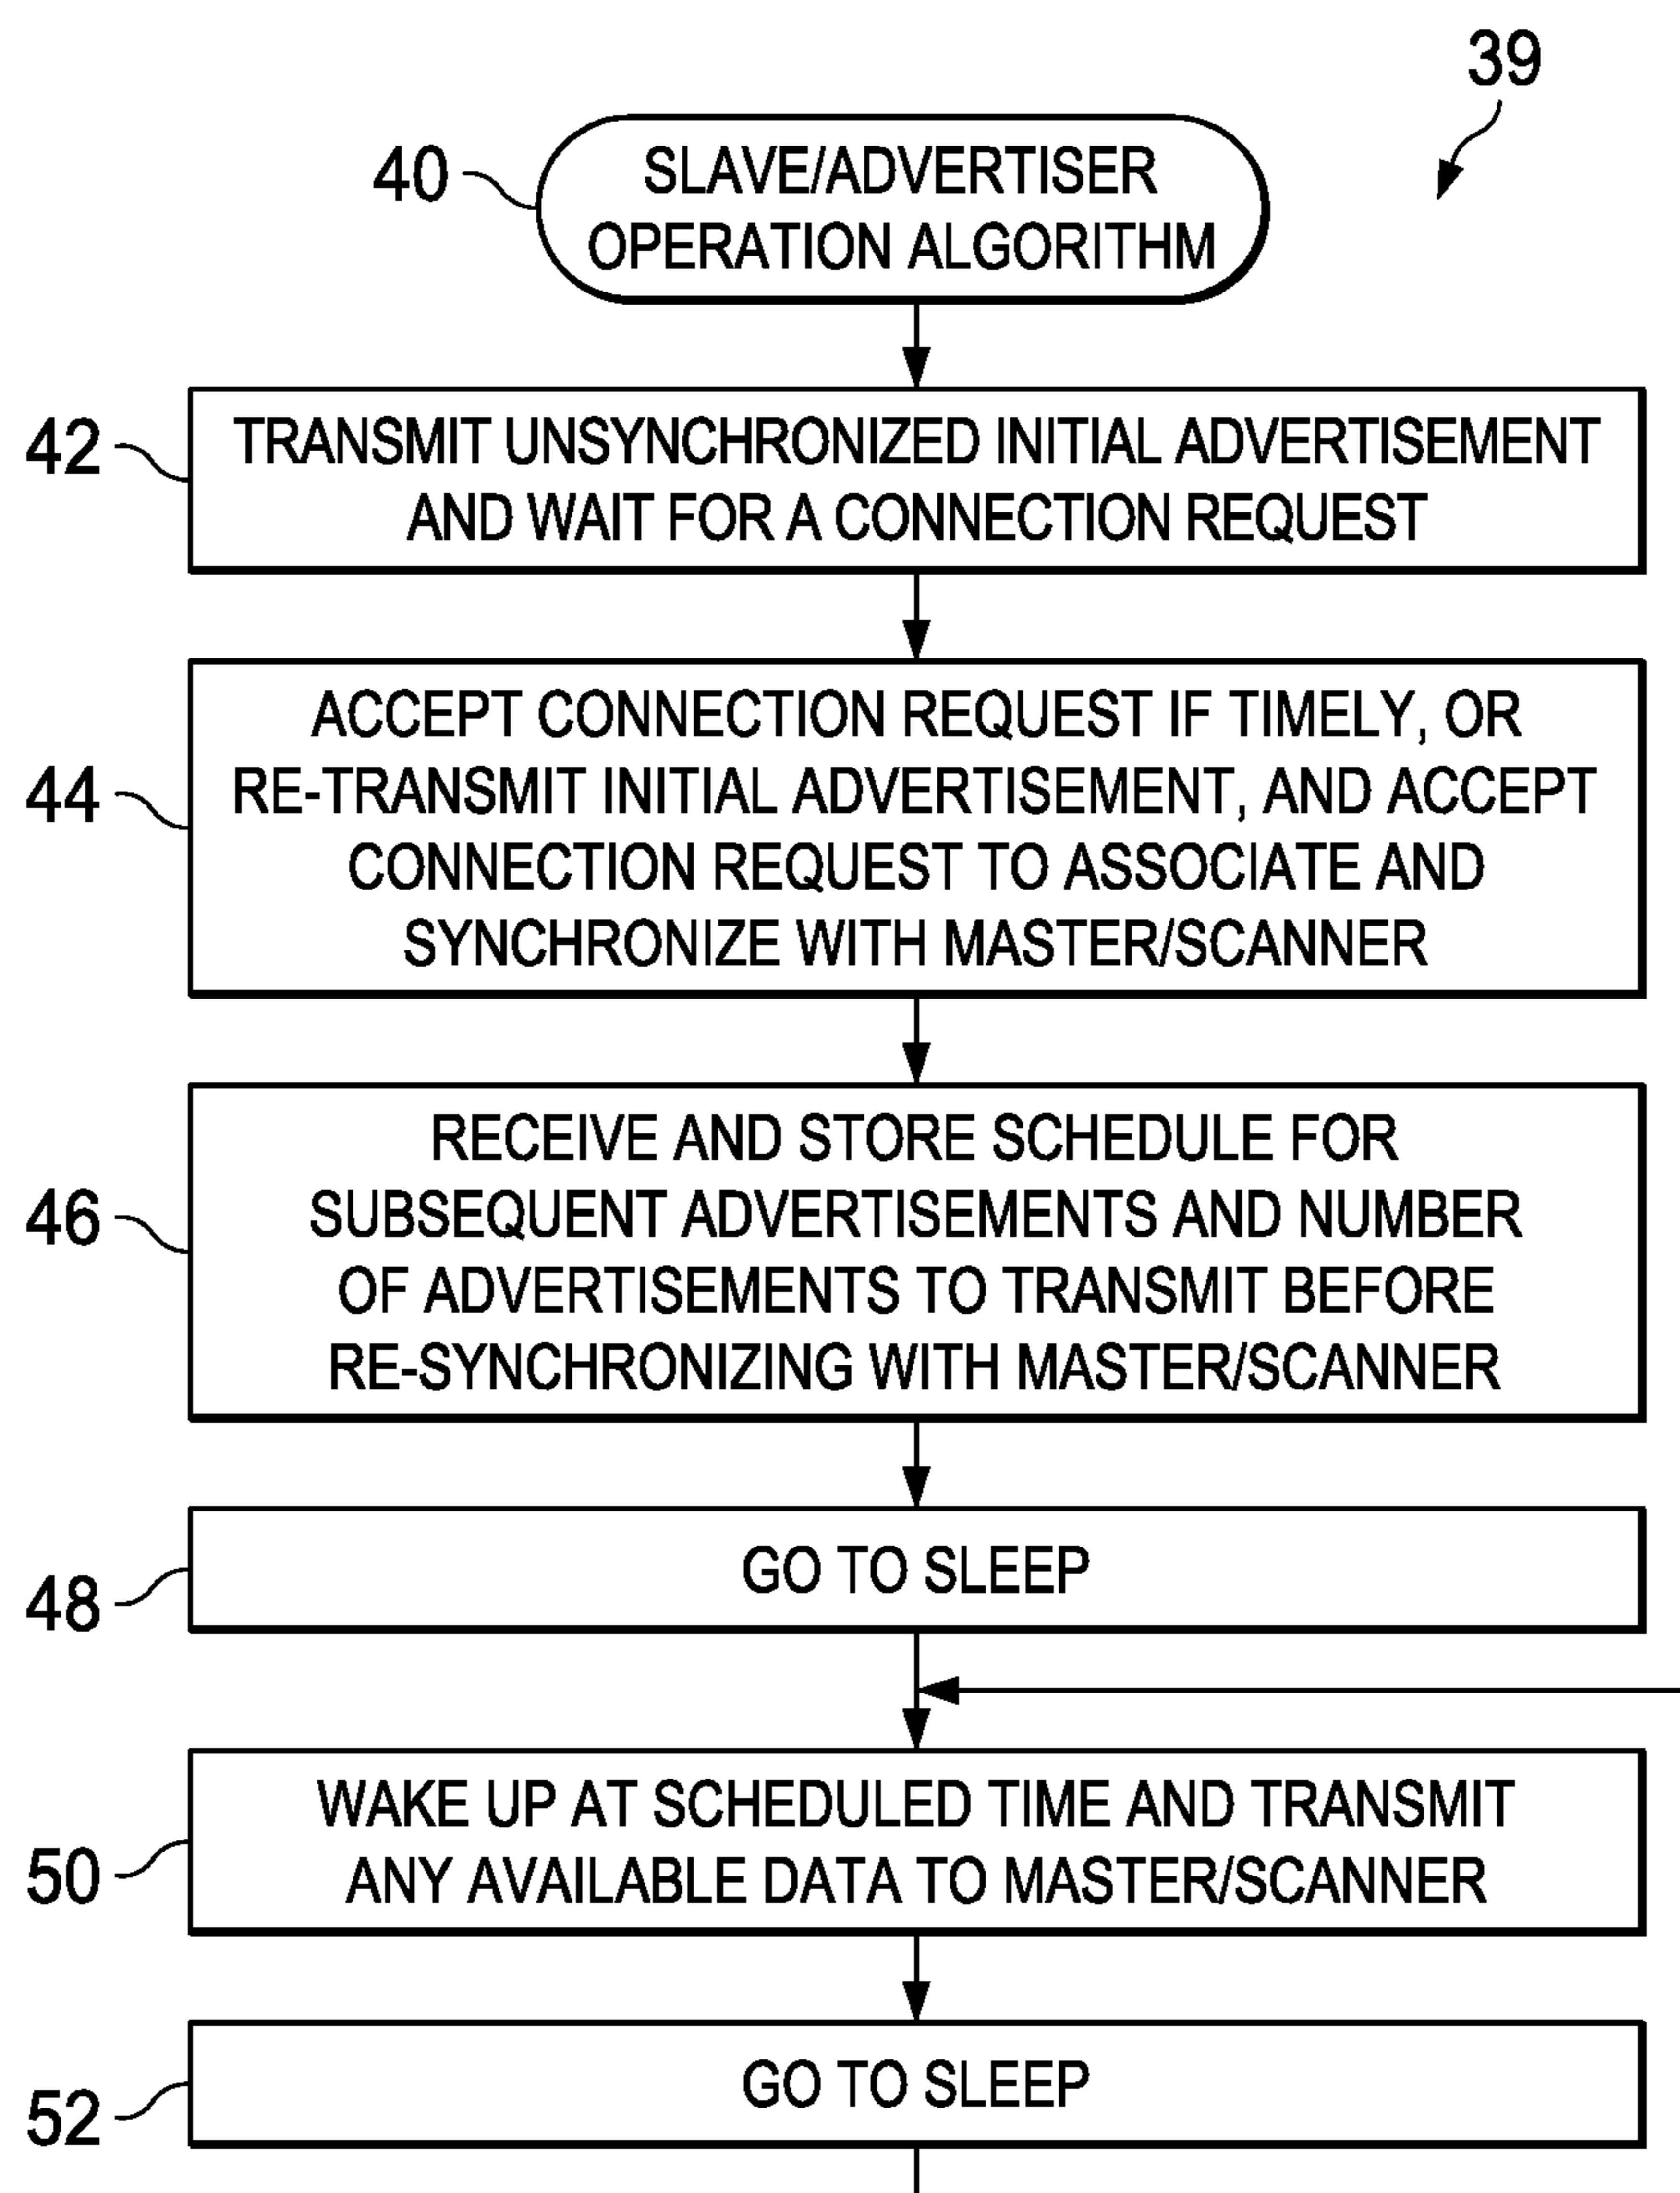 39
40
SLAVE/ADVERTISER
OPERATION ALGORITHM
42
TRANSMIT UNSYNCHRONIZED INITIAL ADVERTISEMENT
AND WAIT FOR A CONNECTION REQUEST
44
ACCEPT CONNECTION REQUEST IF TIMELY, OR
RE-TRANSMIT INITIAL ADVERTISEMENT, AND ACCEPT
CONNECTION REQUEST TO ASSOCIATE AND
SYNCHRONIZE WITH MASTER/SCANNER
46
RECEIVE AND STORE SCHEDULE FOR
SUBSEQUENT ADVERTISEMENTS AND NUMBER
OF ADVERTISEMENTS TO TRANSMIT BEFORE
RE-SYNCHRONIZING WITH MASTER/SCANNER
48
GO TO SLEEP
50
WAKE UP AT SCHEDULED TIME AND TRANSMIT
ANY AVAILABLE DATA TO MASTER/SCANNER
52
GO TO SLEEP